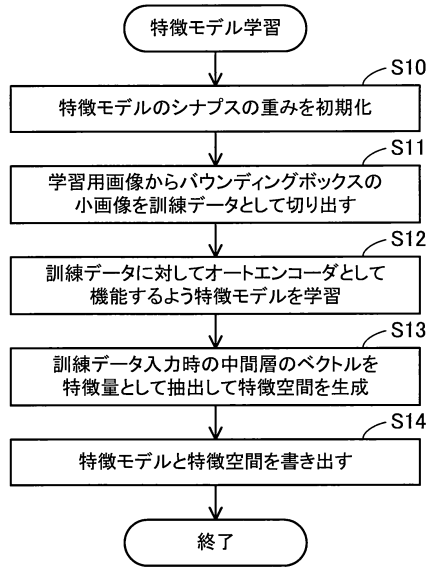 特徴モデル学習
S10
特徴モデルのシナプスの重みを初期化
S11
学習用画像からバウンディングボックスの
小画像を訓練データとして切り出す
S12
訓練データに対してオートエンコーダとして
機能するよう特徴モデルを学習
S13
訓練データ入力時の中間層のベクトルを
特徴量として抽出して特徴空間を生成
S14
特徴モデルと特徴空間を書き出す
終了